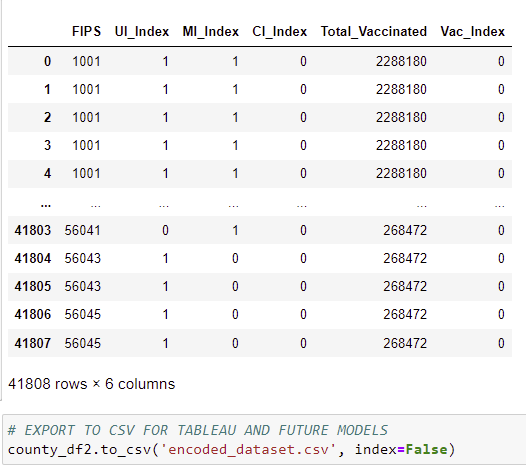 FIPS UI_Index MI_Index CI_Index Total_Vaccinated Vac_Index
0 1001 1 1 0 2288180 0
1 1001 1 1 0 2288180 0
2 1001 1 1 0 2288180 0
3 1001 1 1 0 2288180 0
4 1001 1 1 0 2288180 0
... ... ... ... ... ... ...
41803 56041 0 1 0 268472 0
41804 56043 1 0 0 268472 0
41805 56043 1 0 0 268472 0
41806 56045 1 0 0 268472 0
41807 56045 1 0 0 268472 0
41808 rows × 6 columns
# EXPORT TO CSV FOR TABLEAU AND FUTURE MODELS
county_df2.to_csv('encoded_dataset.csv', index=False)